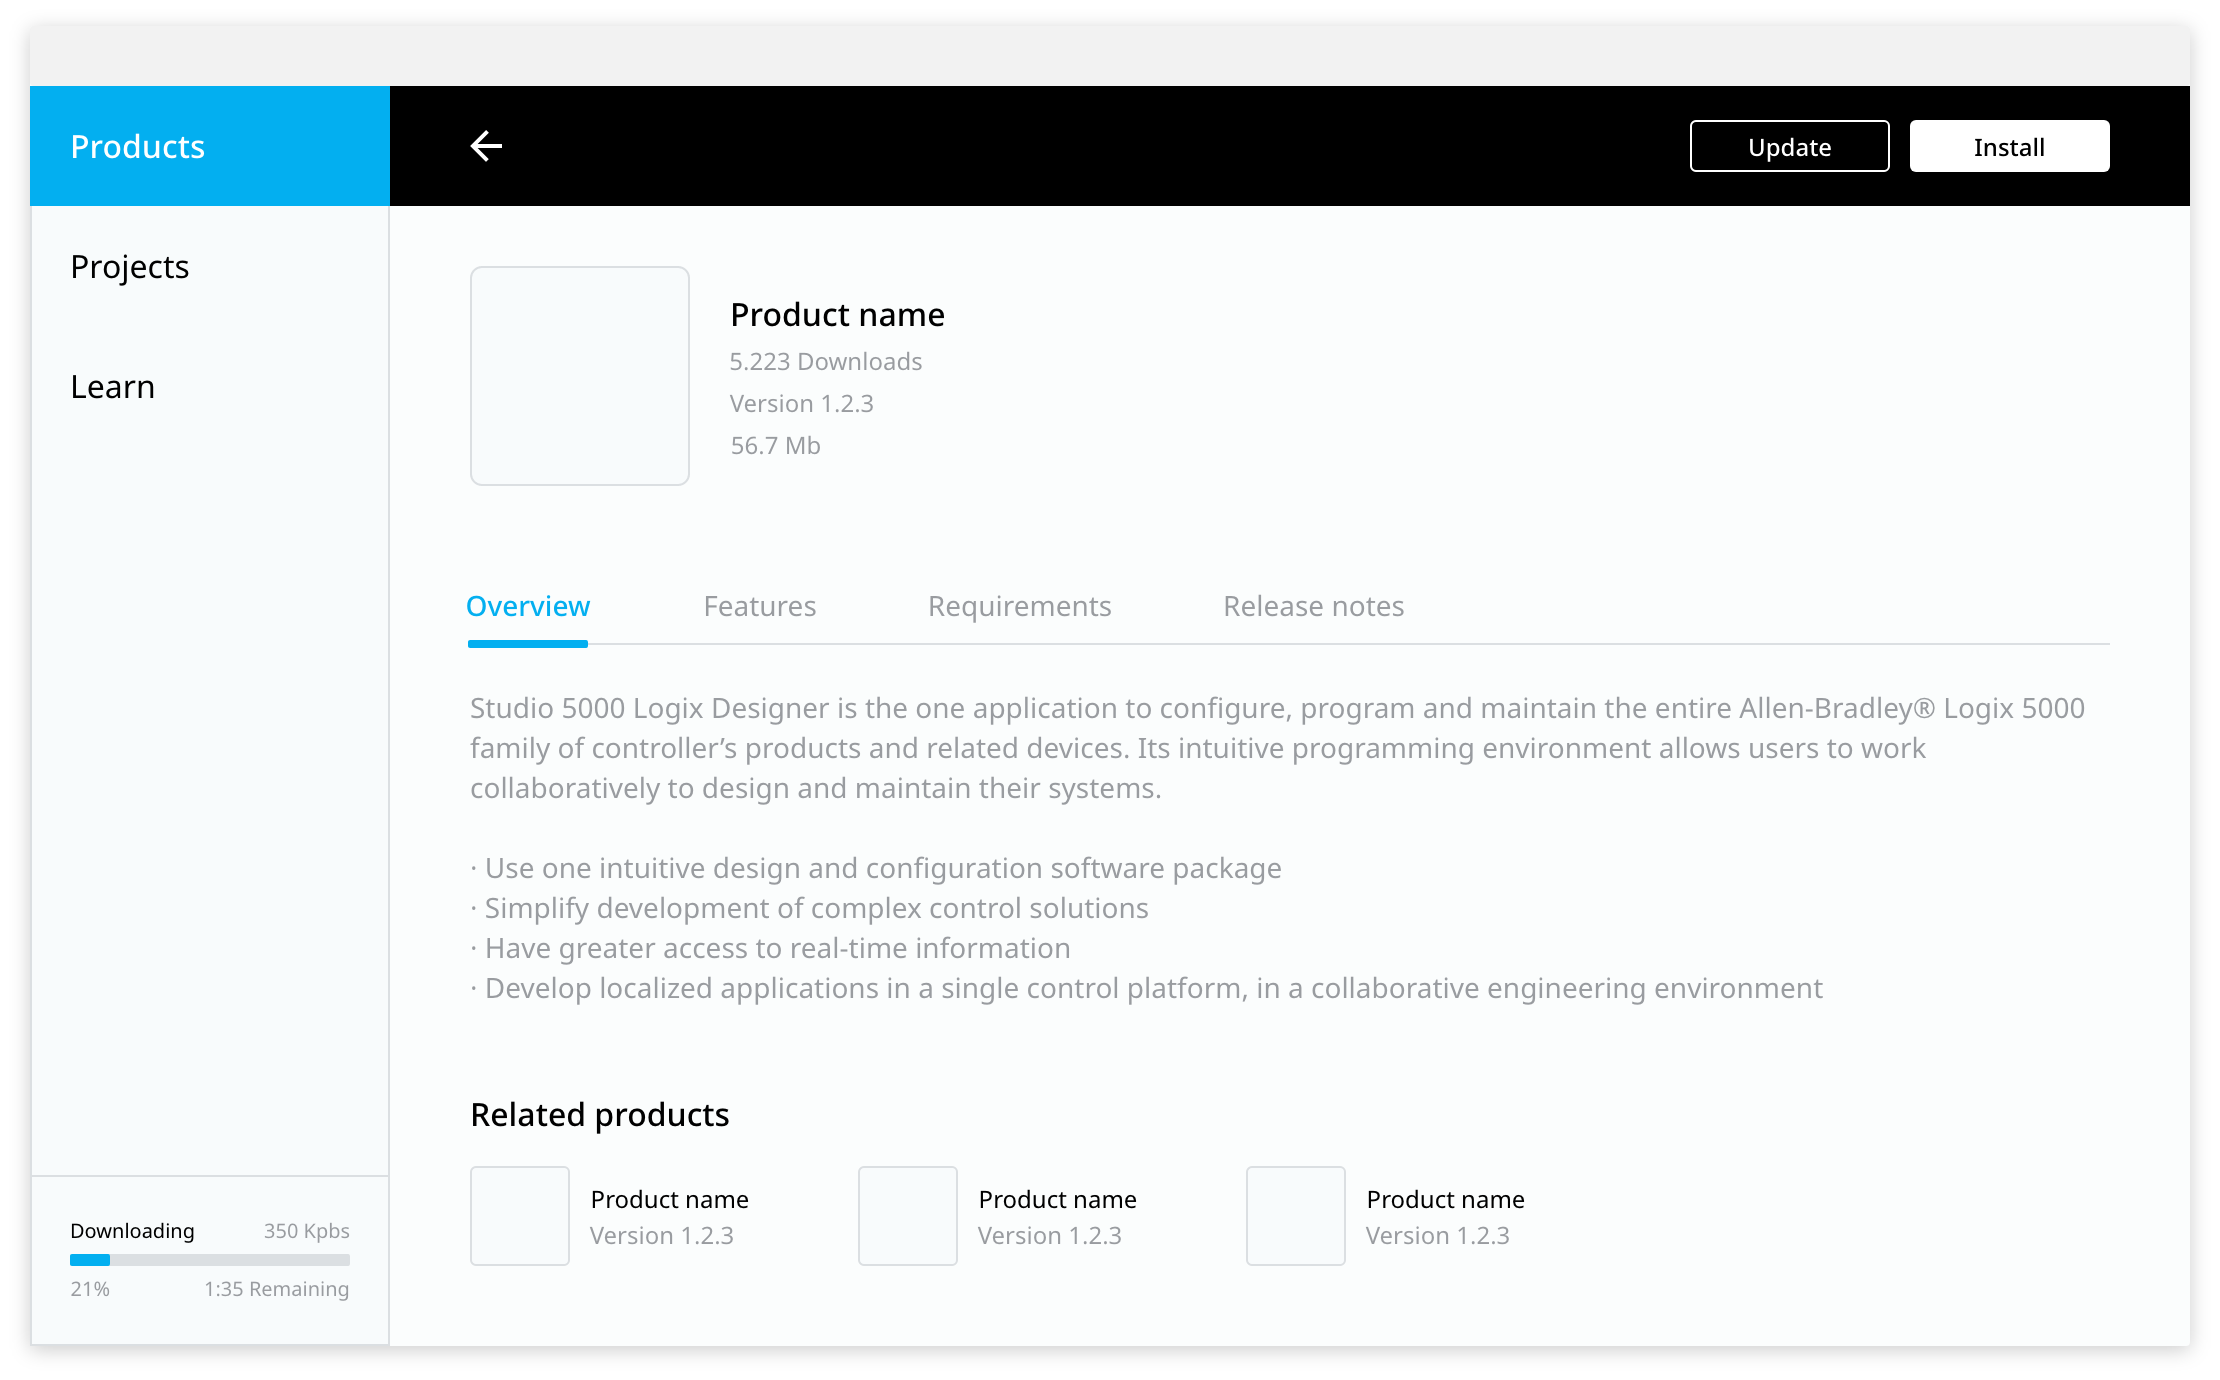 Products
Update
Install
Projects
Learn
Product name
5.223 Downloads
Version 1.2.3
56.7 Mb
Overview
Features
Requirements
Release notes
Studio 5000 Logix Designer is the one application to configure, program and maintain the entire Allen-Bradley® Logix 5000
family of controller’s products and related devices. Its intuitive programming environment allows users to work
collaboratively to design and maintain their systems.
· Use one intuitive design and configuration software package
· Simplify development of complex control solutions
· Have greater access to real-time information
· Develop localized applications in a single control platform, in a collaborative engineering environment
Related products
Product name
Version 1.2.3
Product name
Version 1.2.3
Product name
Version 1.2.3
Downloading
350 Kpbs
21%
1:35 Remaining